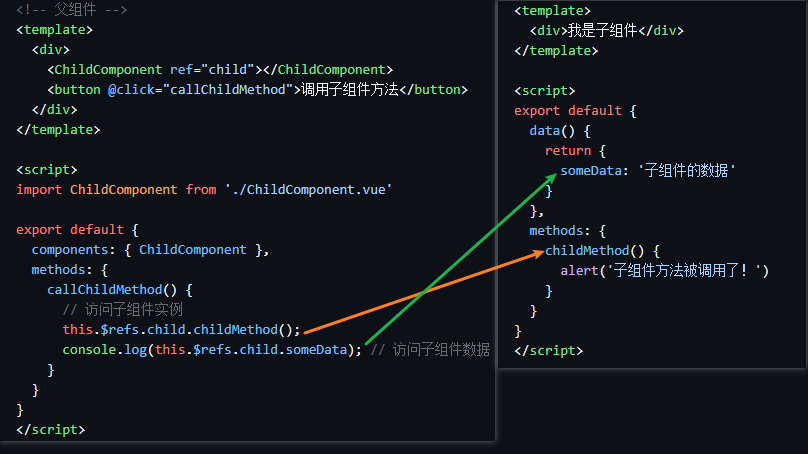 <!-- 父组件 -->
<template>
  <div>
    <ChildComponent ref="child"></ChildComponent>
    <button @click="callChildMethod">调用子组件方法</button>
  </div>
</template>

<script>
import ChildComponent from './ChildComponent.vue'

export default {
  components: { ChildComponent },
  methods: {
    callChildMethod() {
      // 访问子组件实例
      this.$refs.child.childMethod();
      console.log(this.$refs.child.someData); // 访问子组件数据
    }
  }
}
</script>
<template>
  <div>我是子组件</div>
</template>

<script>
export default {
  data() {
    return {
      someData: '子组件的数据'
    }
  },
  methods: {
    childMethod() {
      alert('子组件方法被调用了！')
    }
  }
}
</script>